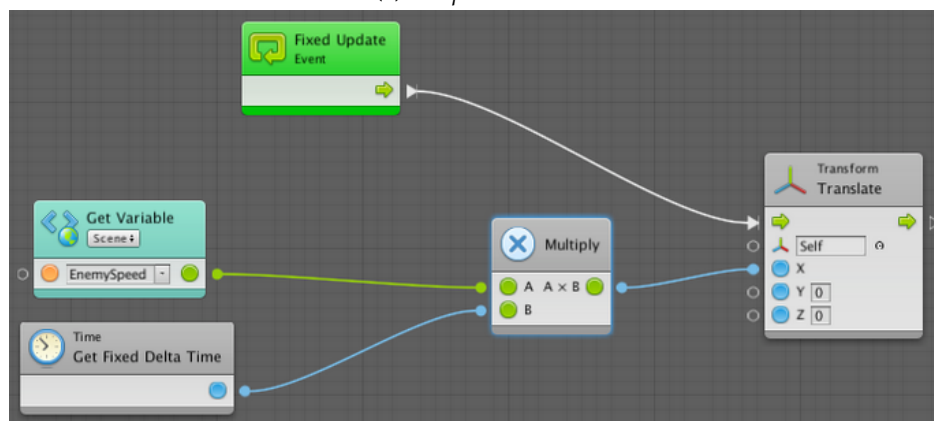 Fixed Update
Event
Transform
Translate
Get Variable
Scene
Multiply
Self
EnemySpeed
A A × B
X
B
Y 0
Z 0
Time
Get Fixed Delta Time